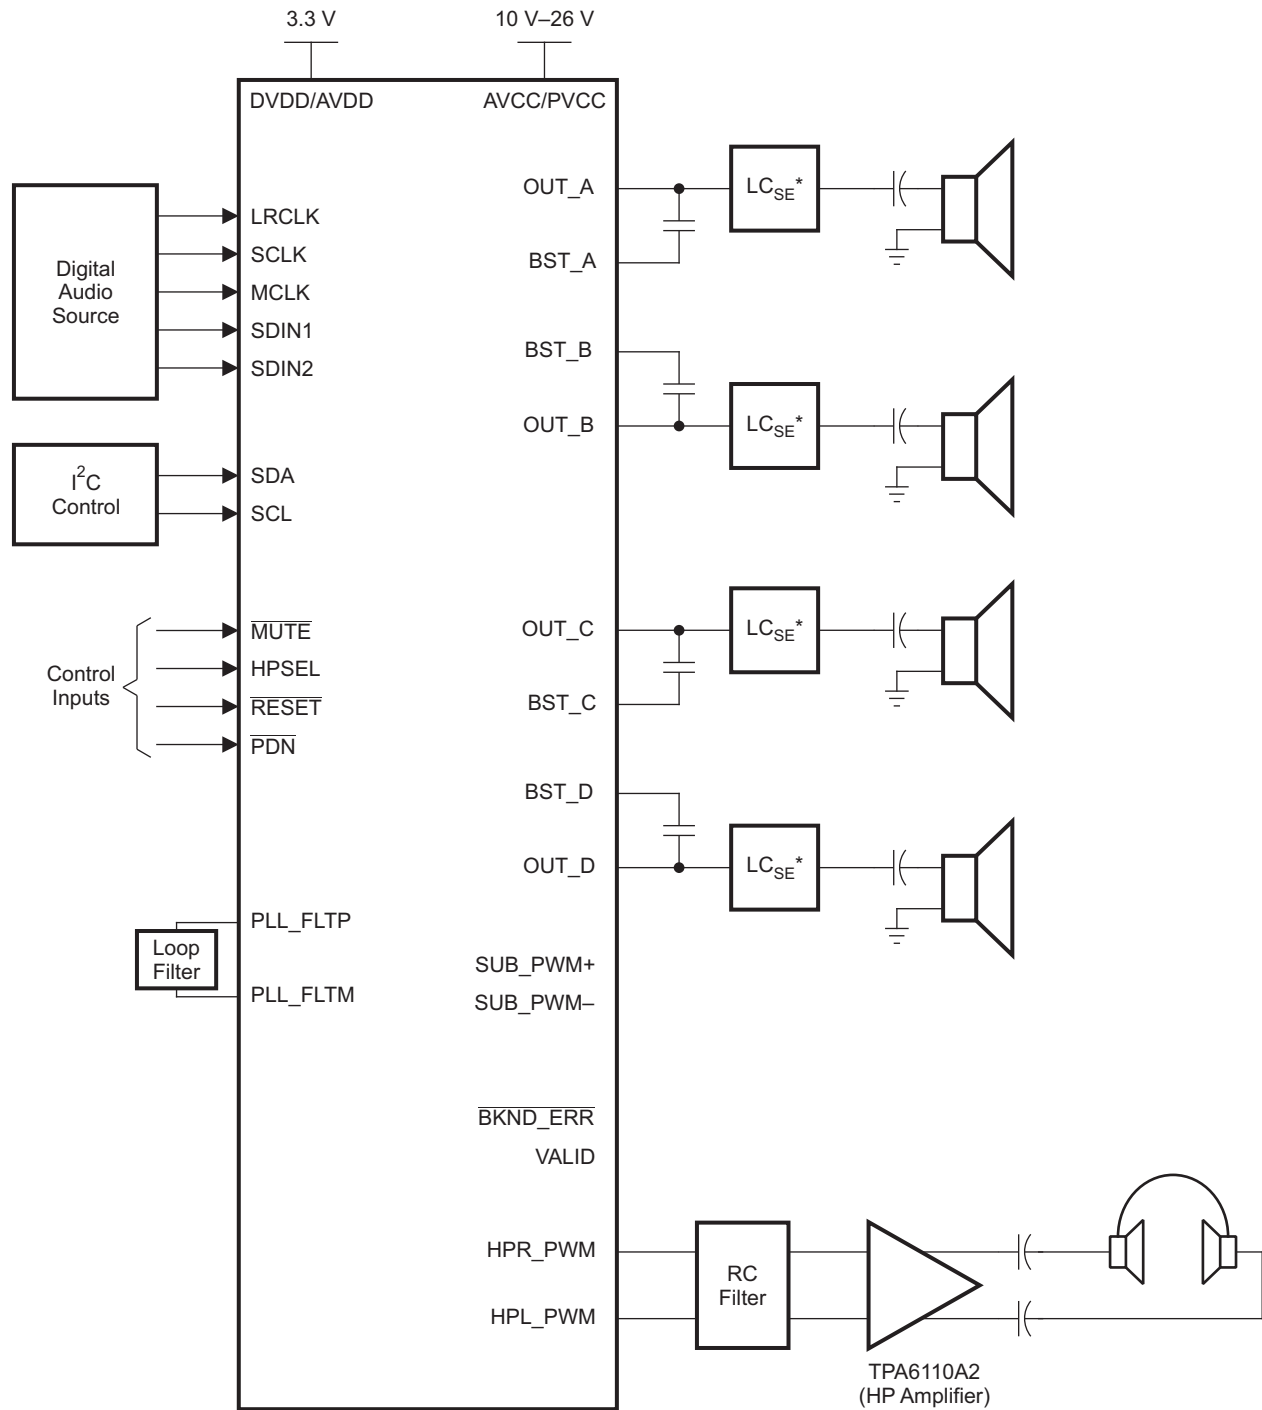 3.3 V
10 V–26 V
DVDD/AVDD
AVCC/PVCC
Digital
Audio
Source
LRCLK
SCLK
MCLK
SDIN1
SDIN2
I²C
Control
SDA
SCL
Control
Inputs
MUTE
HPSEL
RESET
PDN
Loop
Filter
PLL_FLTP
PLL_FLTM
OUT_A
LCSE*
BST_A
BST_B
OUT_B
LCSE*
OUT_C
LCSE*
BST_C
BST_D
OUT_D
LCSE*
SUB_PWM+
SUB_PWM–
BKND_ERR
VALID
HPR_PWM
HPL_PWM
RC
Filter
TPA6110A2
(HP Amplifier)